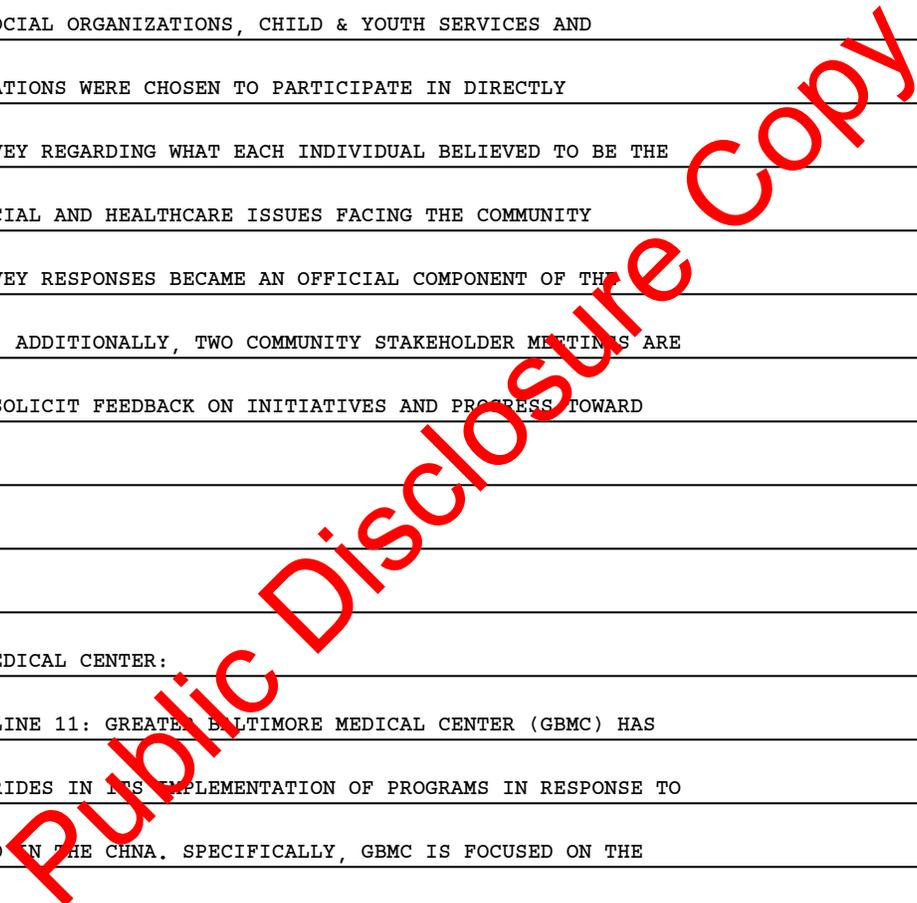 OCIAL ORGANIZATIONS, CHILD & YOUTH SERVICES AND
ATIONS WERE CHOSEN TO PARTICIPATE IN DIRECTLY
VEY REGARDING WHAT EACH INDIVIDUAL BELIEVED TO BE THE
CIAL AND HEALTHCARE ISSUES FACING THE COMMUNITY
VEY RESPONSES BECAME AN OFFICIAL COMPONENT OF THE
ADDITIONALLY, TWO COMMUNITY STAKEHOLDER MEETINGS ARE
SOLICIT FEEDBACK ON INITIATIVES AND PROGRESS TOWARD
EDICAL CENTER:
LINE 11: GREATER BALTIMORE MEDICAL CENTER (GBMC) HAS
RIDES IN ITS IMPLEMENTATION OF PROGRAMS IN RESPONSE TO
D IN THE CHNA. SPECIFICALLY, GBMC IS FOCUSED ON THE
Public Disclosure Copy